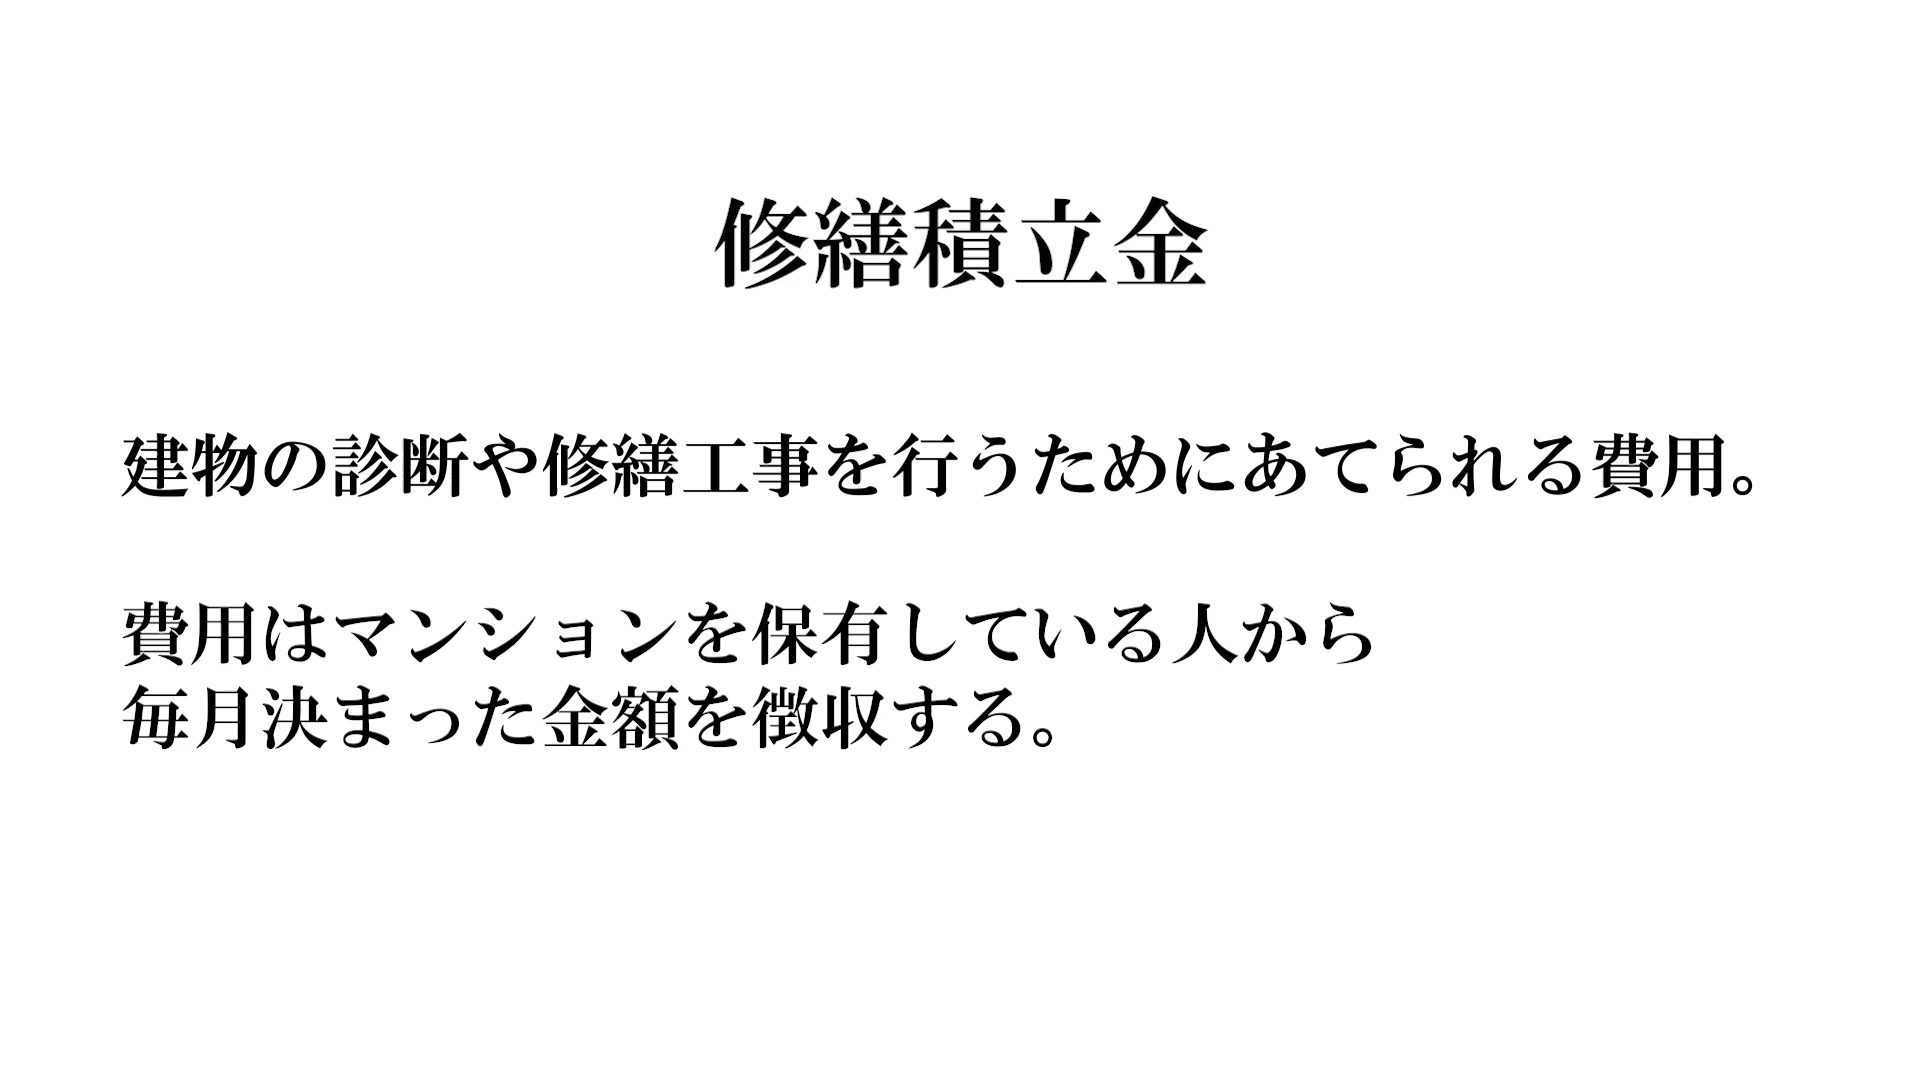 修繕積立金
建物の診断や修繕工事を行うためにあてられる費用。
費用はマンションを保有している人から
毎月決まった金額を徴収する。